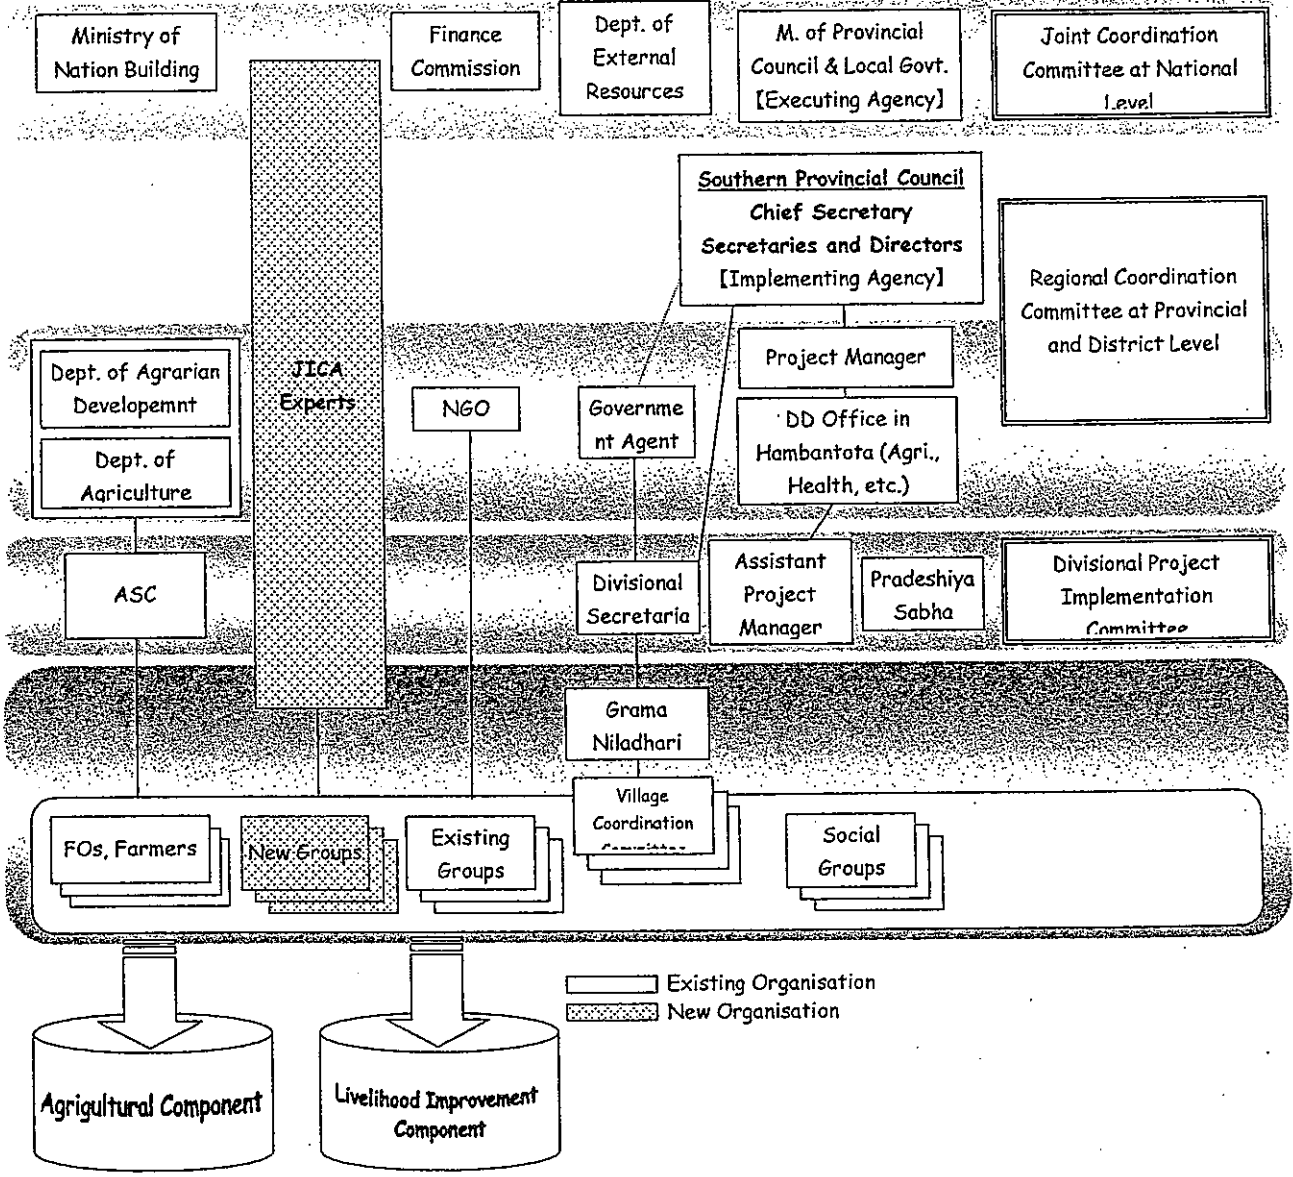 Ministry of
Nation Building
Finance
Commission
Dept. of
External
Resources
M. of Provincial
Council & Local Govt.
【Executing Agency】
Joint Coordination
Committee at National
Level
Southern Provincial Council
Chief Secretary
Secretaries and Directors
【Implementing Agency】
Regional Coordination
Committee at Provincial
and District Level
Dept. of Agrarian
Developemnt
Dept. of
Agriculture
JICA
Experts
NGO
Governme
nt Agent
Project Manager
DD Office in
Hambantota (Agri.,
Health, etc.)
ASC
Divisional
Secretaria
Assistant
Project
Manager
Pradeshiya
Sabha
Divisional Project
Implementation
Committee
Grama
Niladhari
Village
Coordination
Committee
FOs, Farmers
New Groups
Existing
Groups
Social
Groups
Existing Organisation
New Organisation
Agrigultural Component
Livelihood Improvement
Component